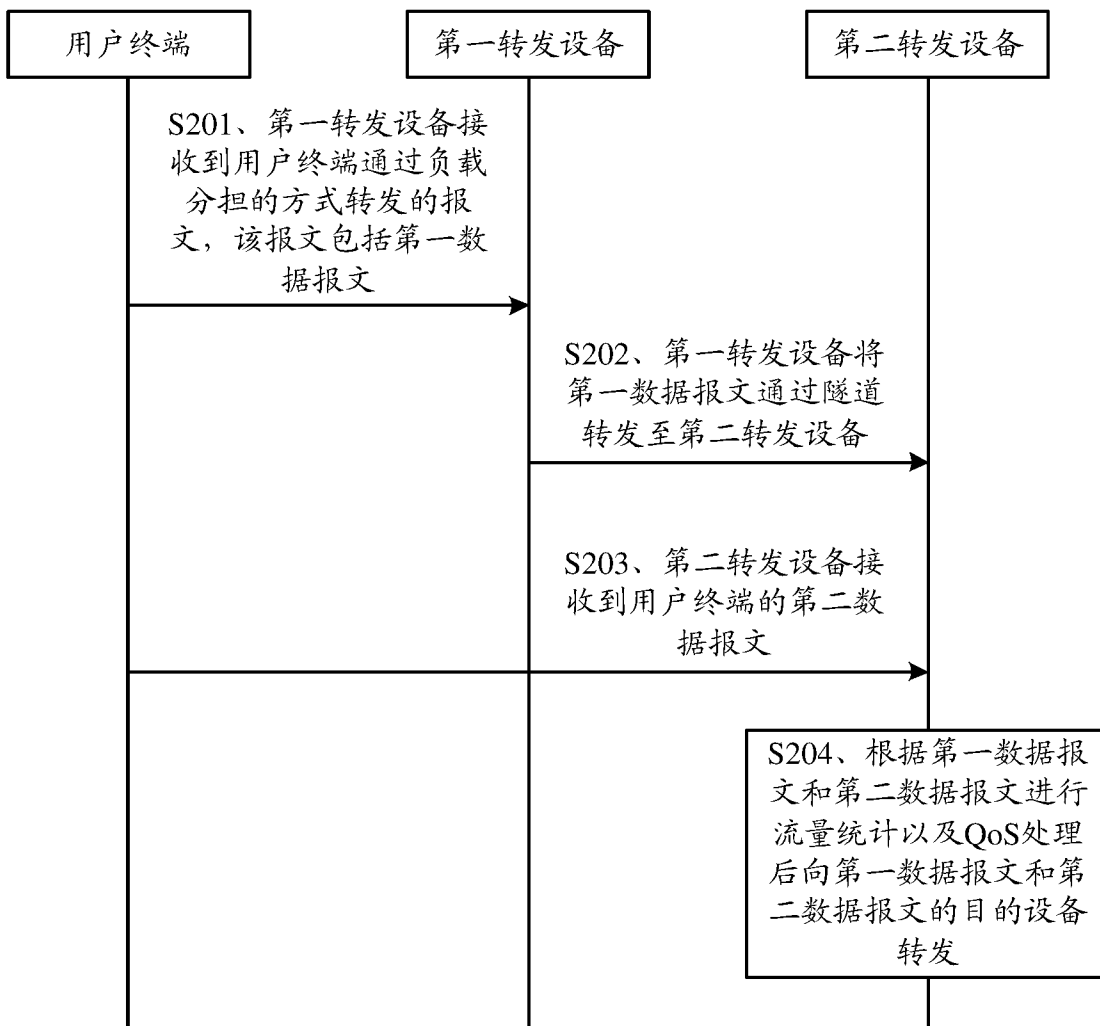 用户终端
第一转发设备
第二转发设备
S201、第一转发设备接
收到用户终端通过负载
分担的方式转发的报
文，该报文包括第一数
据报文
S202、第一转发设备将
第一数据报文通过隧道
转发至第二转发设备
S203、第二转发设备接
收到用户终端的第二数
据报文
S204、根据第一数据报
文和第二数据报文进行
流量统计以及QoS处理
后向第一数据报文和第
二数据报文的目的设备
转发